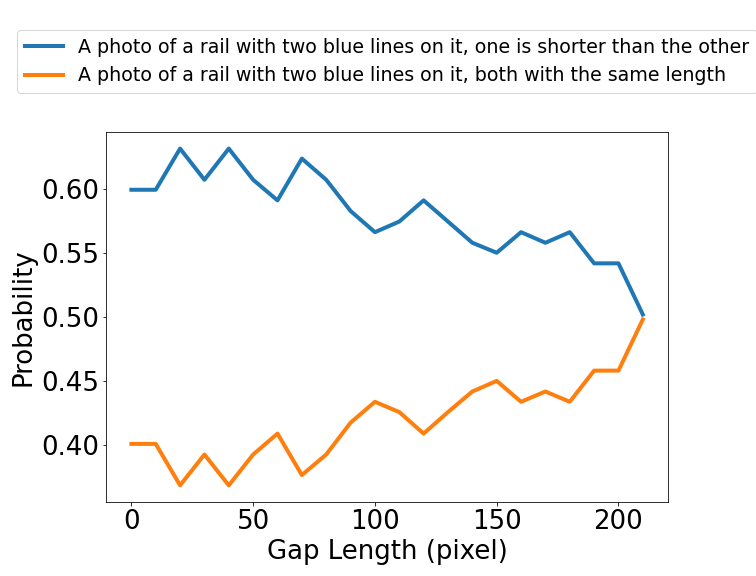 A photo of a rail with two blue lines on it, one is shorter than the other
A photo of a rail with two blue lines on it, both with the same length
0.60
0.55
0.50
0.45
0.40
Probability
0 50 100 150 200
Gap Length (pixel)